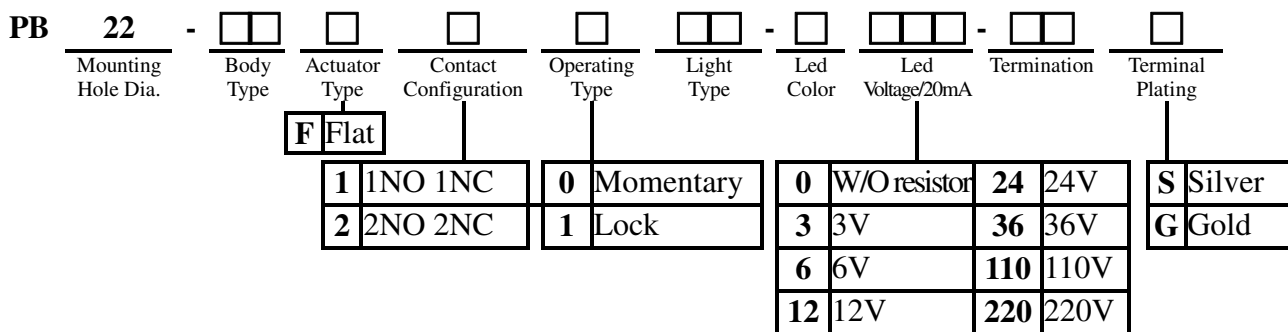 PB 22 - □□ □ □ □ □□ - □ □□□ - □□ □
Mounting Hole Dia.
Body Type
Actuator Type
Contact Configuration
Operating Type
Light Type
Led Color
Led Voltage/20mA
Termination
Terminal Plating
F Flat
1 1NO 1NC
2 2NO 2NC
0 Momentary
1 Lock
0 W/O resistor 24 24V
3 3V 36 36V
6 6V 110 110V
12 12V 220 220V
S Silver
G Gold